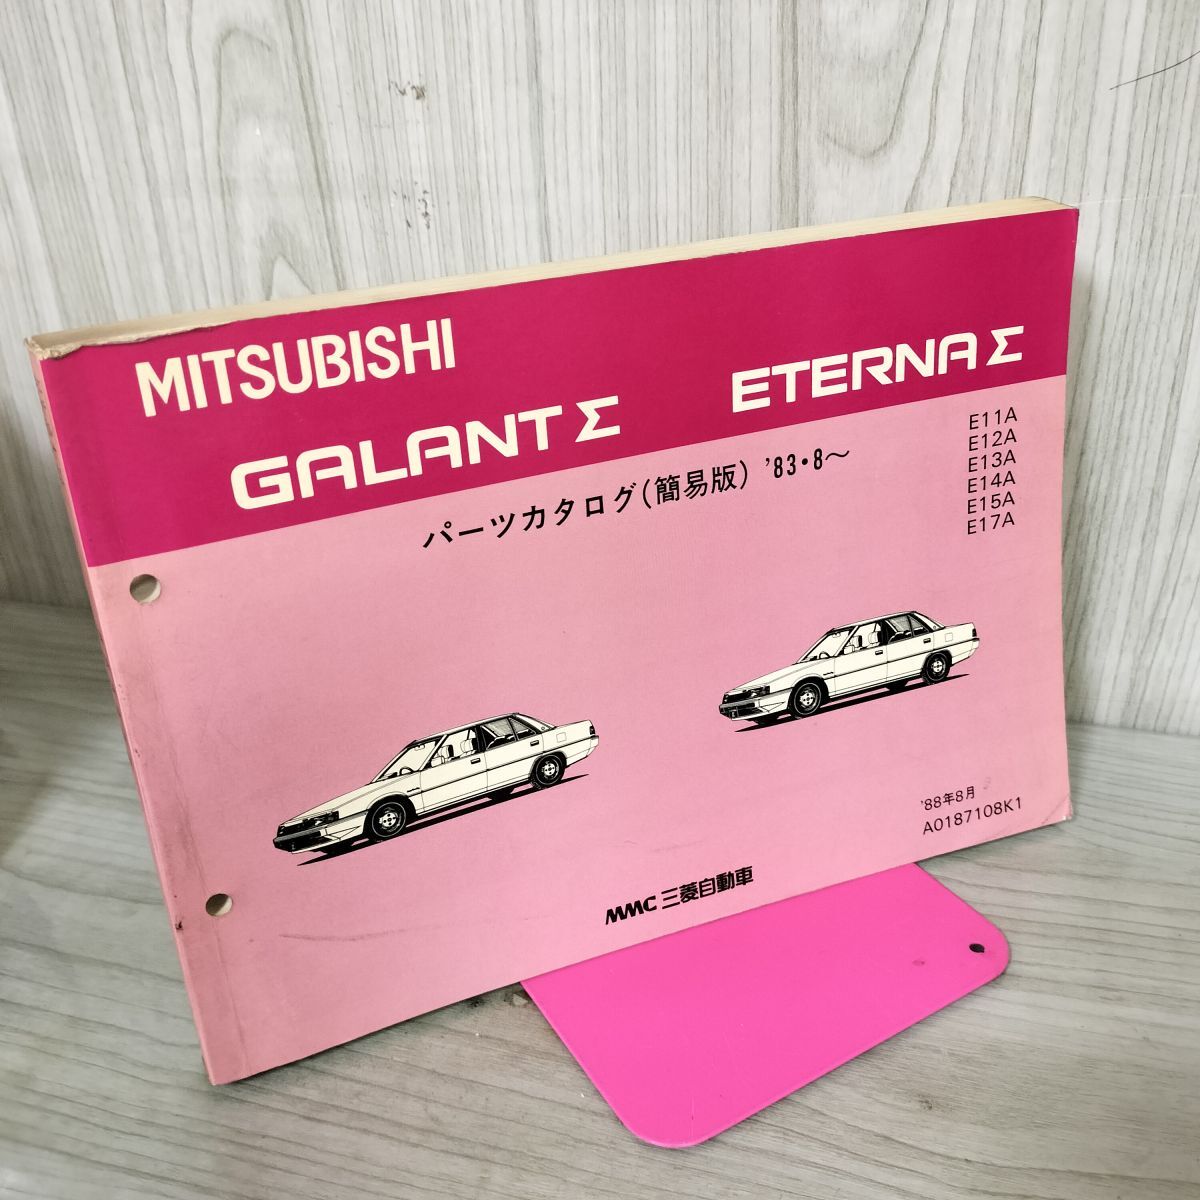 MITSUBISHI
GALANT Σ
ETERNA Σ
パーツカタログ(簡易版) '83・8〜
E11A
E12A
E13A
E14A
E15A
E17A
'88年8月
A0187108K1
MMC 三菱自動車